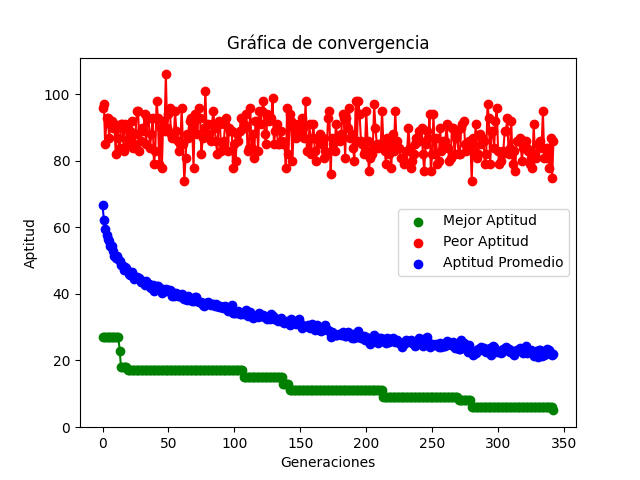 Gráfica de convergencia
Aptitud
100
80
60
40
20
0
Mejor Aptitud
Peor Aptitud
Aptitud Promedio
0 50 100 150 200 250 300 350
Generaciones